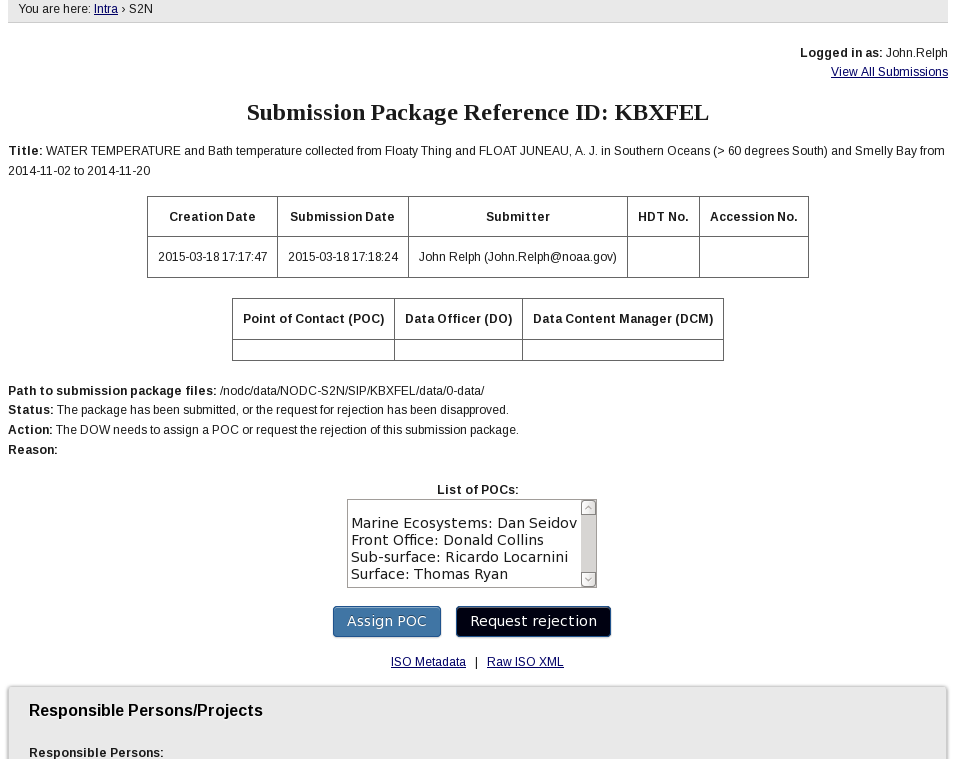 You are here: Intra › S2N
Logged in as: John.Relph
View All Submissions
Submission Package Reference ID: KBXFEL
Title: WATER TEMPERATURE and Bath temperature collected from Floaty Thing and FLOAT JUNEAU, A. J. in Southern Oceans (> 60 degrees South) and Smelly Bay from
2014-11-02 to 2014-11-20
Creation Date Submission Date Submitter HDT No. Accession No.
2015-03-18 17:17:47 2015-03-18 17:18:24 John Relph (John.Relph@noaa.gov)
Point of Contact (POC) Data Officer (DO) Data Content Manager (DCM)
Path to submission package files: /nodc/data/NODC-S2N/SIP/KBXFEL/data/0-data/
Status: The package has been submitted, or the request for rejection has been disapproved.
Action: The DOW needs to assign a POC or request the rejection of this submission package.
Reason:
List of POCs:
Marine Ecosystems: Dan Seidov
Front Office: Donald Collins
Sub-surface: Ricardo Locarnini
Surface: Thomas Ryan
Assign POC Request rejection
ISO Metadata | Raw ISO XML
Responsible Persons/Projects
Responsible Persons: